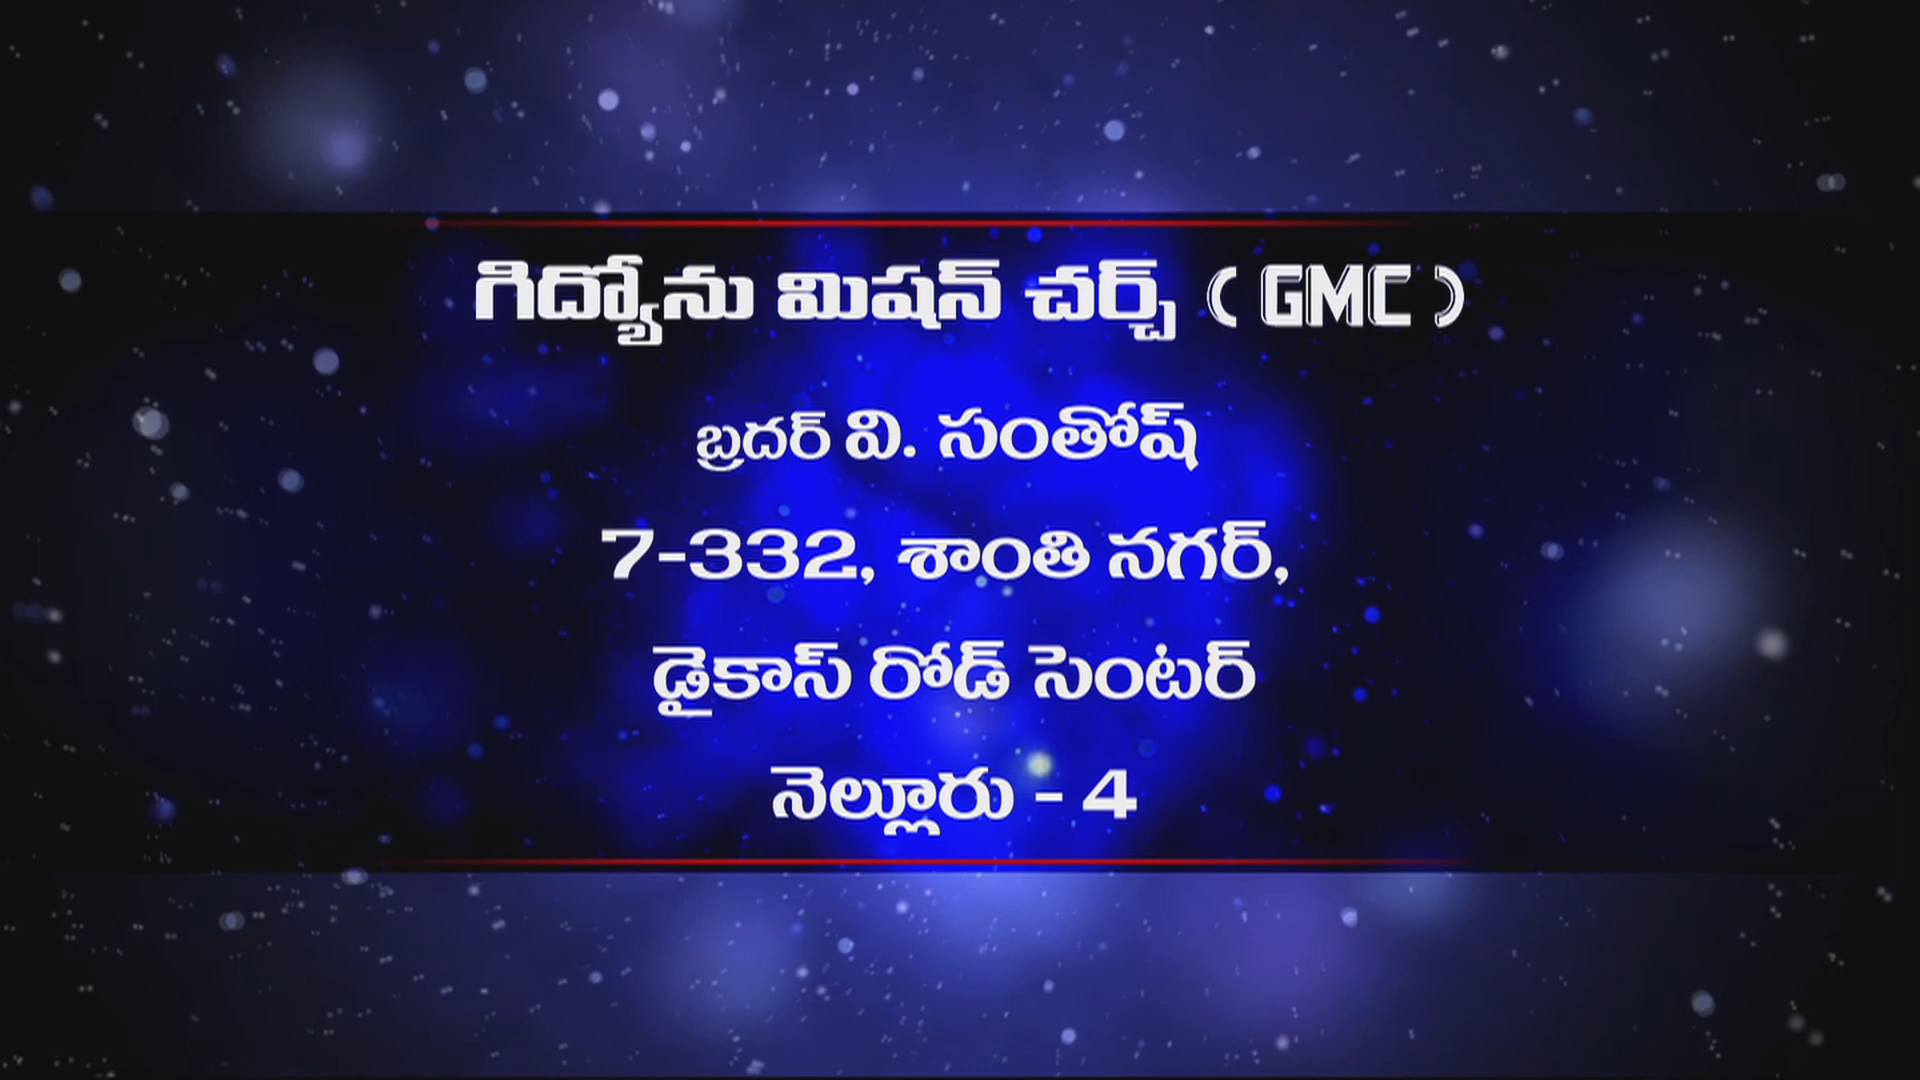 గిద్యోను మిషన్ చర్చ్ ( GMC )
బ్రదర్ వి. సంతోష్
7-332, శాంతి నగర్,
డైకాస్ రోడ్ సెంటర్
నెల్లూరు - 4